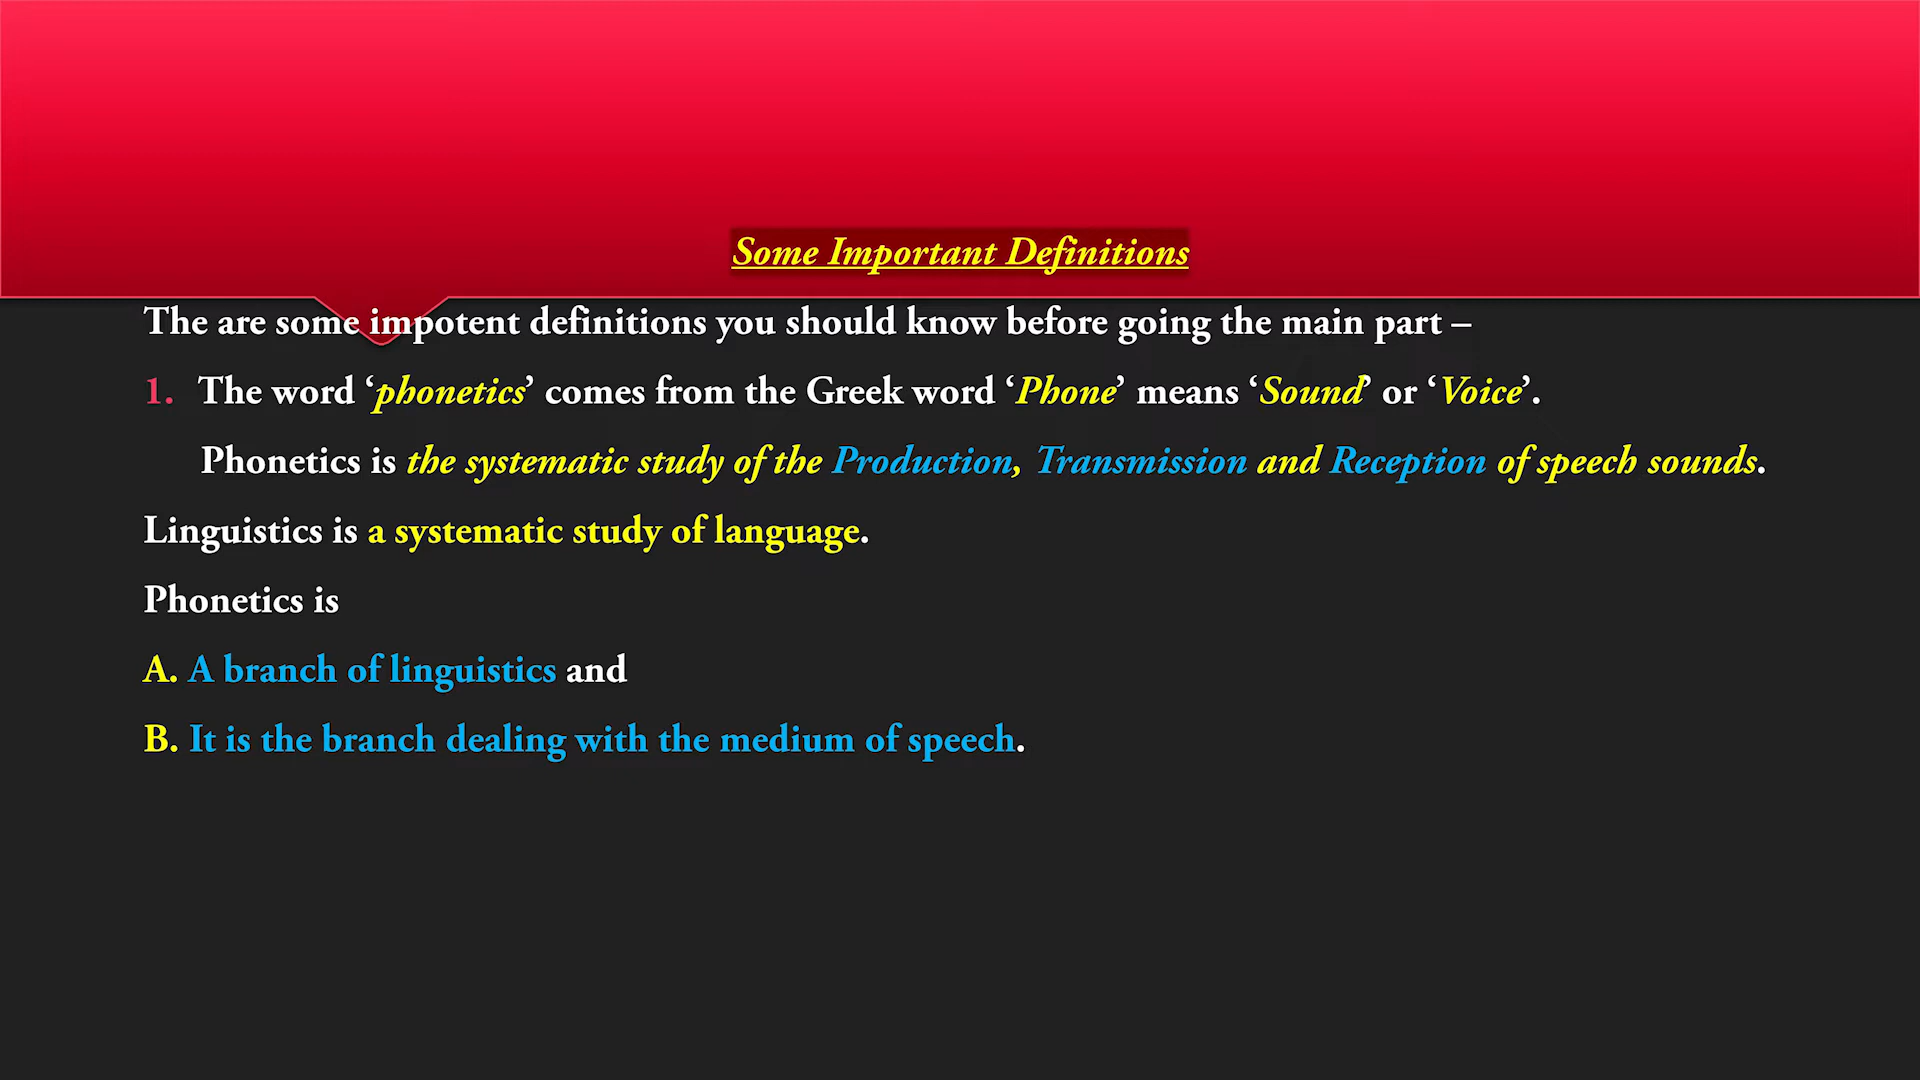 Some Important Definitions
The are some impotent definitions you should know before going the main part –
1. The word ‘phonetics’ comes from the Greek word ‘Phone’ means ‘Sound’ or ‘Voice’.
Phonetics is the systematic study of the Production, Transmission and Reception of speech sounds.
Linguistics is a systematic study of language.
Phonetics is
A. A branch of linguistics and
B. It is the branch dealing with the medium of speech.